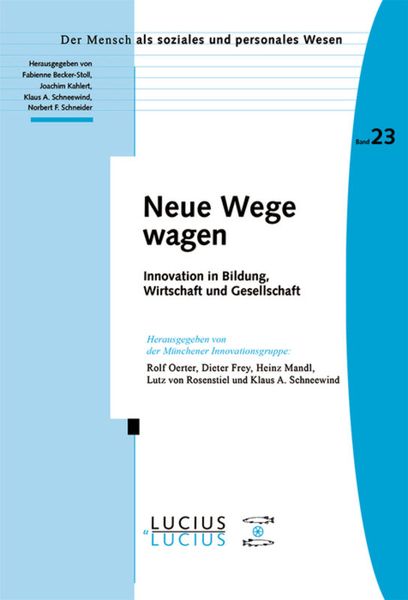 Der Mensch als soziales und personales Wesen
Herausgegeben von
Fabienne Becker-Stoll,
Joachim Kahlert,
Klaus A. Schneewind,
Norbert F. Schneider
Band 23
Neue Wege
wagen
Innovation in Bildung,
Wirtschaft und Gesellschaft
Herausgegeben von
der Münchener Innovationsgruppe:
Rolf Oerter, Dieter Frey, Heinz Mandl,
Lutz von Rosenstiel und Klaus A. Schneewind
LUCIUS
"LUCIUS